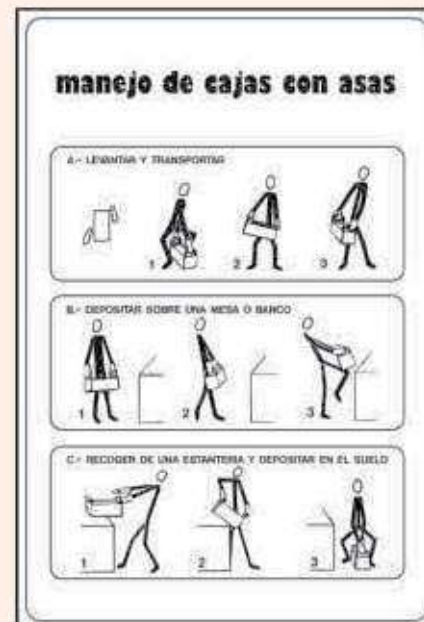 manejo de cajas con asas
A.- LEVANTAR Y TRANSPORTAR
1 2 3
B.- DEPOSITAR SOBRE UNA MESA O BANCO
1 2 3
C.- RECOGER DE UNA ESTANTERIA Y DEPOSITAR EN EL SUELO
1 2 3